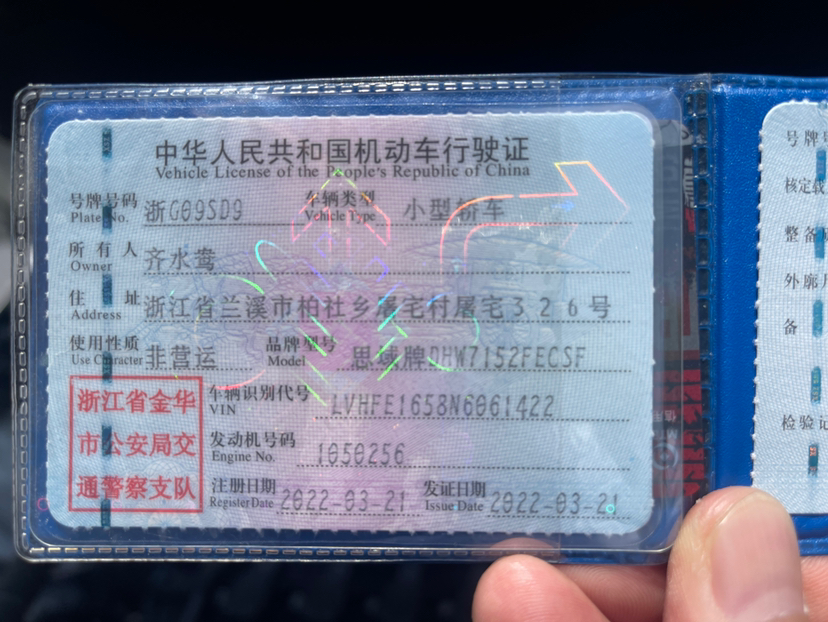 中华人民共和国机动车行驶证
Vehicle License of the People's Republic of China
号牌号码 浙G09SD9 车辆类型 小型轿车
Plate No. Vehicle Type
所有人 齐水鸯
Owner
住址 浙江省兰溪市柏社乡屠宅村屠宅326号
Address
使用性质 非营运 品牌型号 思域牌DHW7152FECSF
Use Character Model
浙江省金华
市公安局交
通警察支队
车辆识别代号 LVHFE1658N6061422
VIN
发动机号码 1050256
Engine No.
注册日期 2022-03-21 发证日期 2022-03-21
Register Date Issue Date
号牌
核定载
整备
外廓
备
检验记